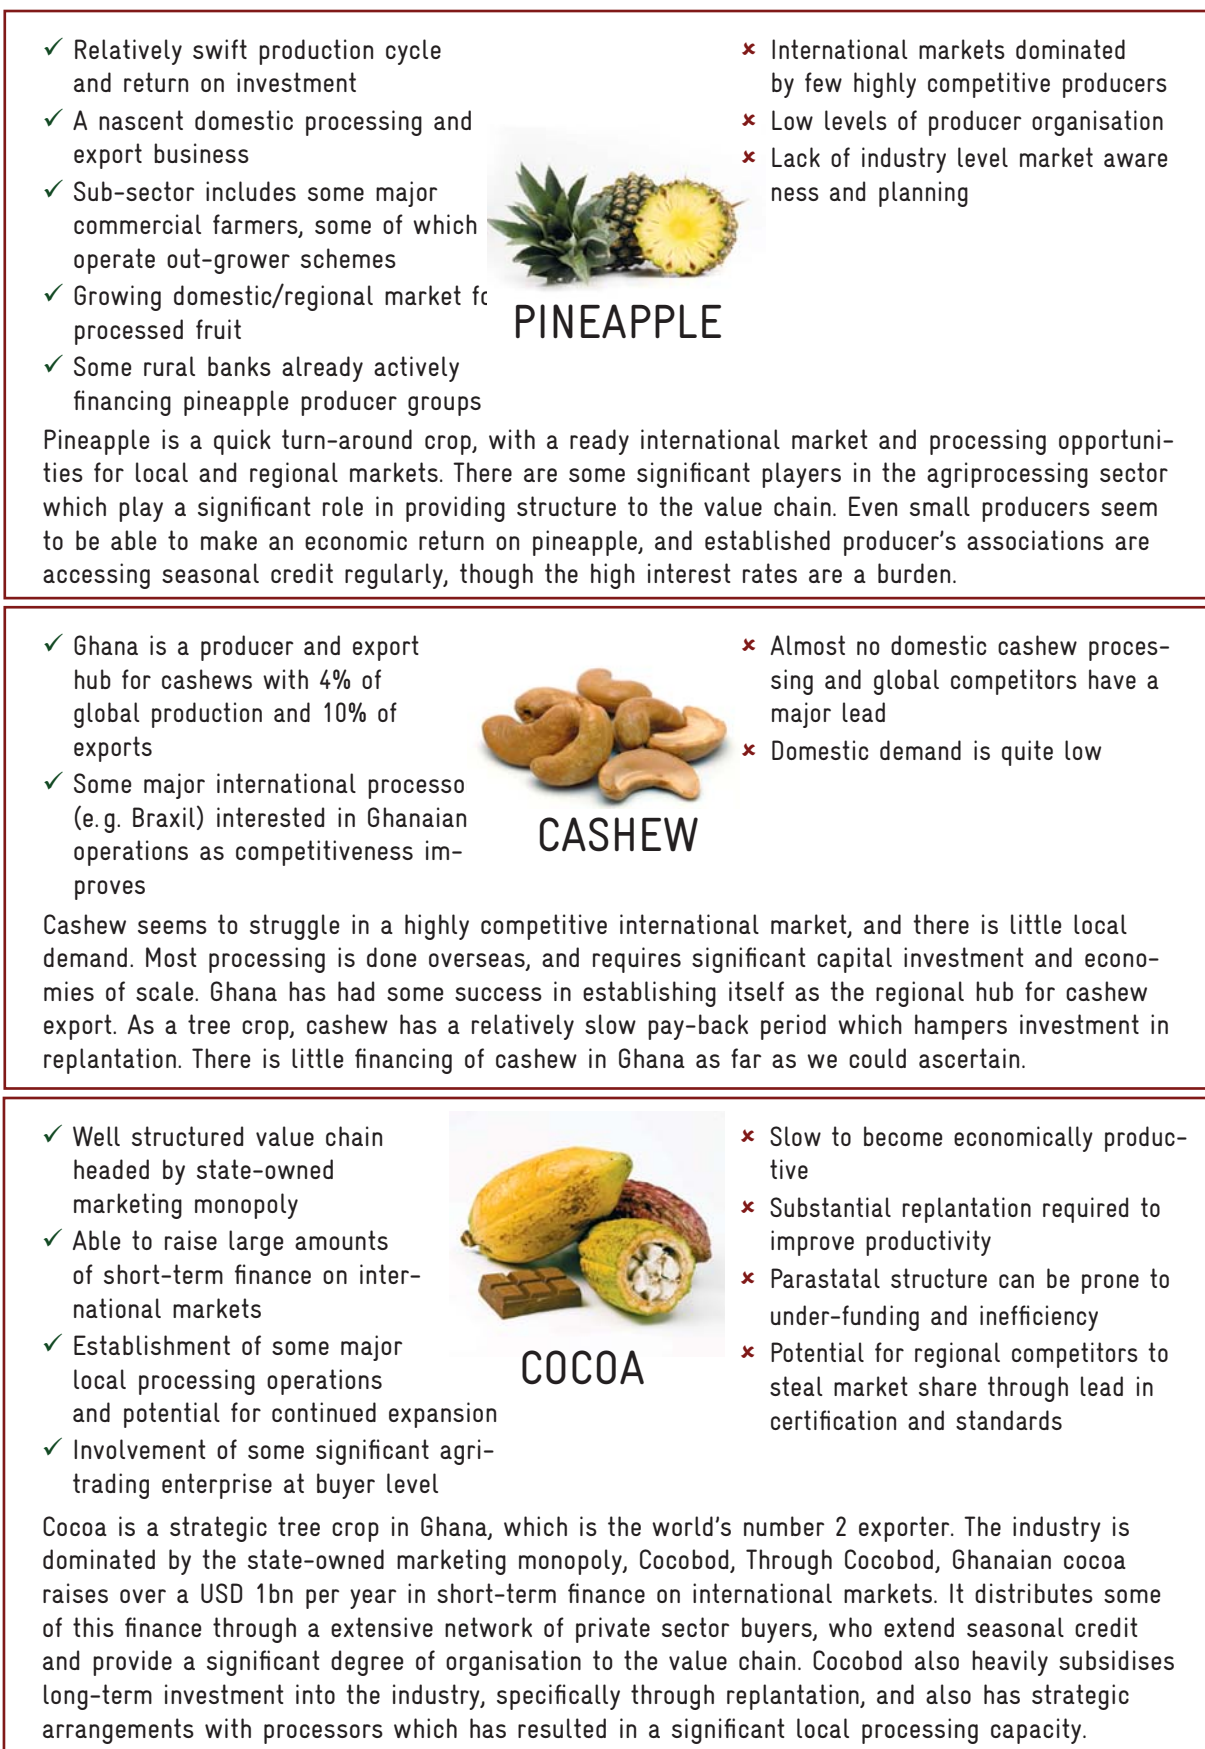 ✓ Relatively swift production cycle
and return on investment
✓ A nascent domestic processing and
export business
✓ Sub-sector includes some major
commercial farmers, some of which
operate out-grower schemes
✓ Growing domestic/regional market fo
processed fruit
✓ Some rural banks already actively
financing pineapple producer groups
PINEAPPLE
✗ International markets dominated
by few highly competitive producers
✗ Low levels of producer organisation
✗ Lack of industry level market aware
ness and planning
Pineapple is a quick turn-around crop, with a ready international market and processing opportuni-
ties for local and regional markets. There are some significant players in the agriprocessing sector
which play a significant role in providing structure to the value chain. Even small producers seem
to be able to make an economic return on pineapple, and established producer's associations are
accessing seasonal credit regularly, though the high interest rates are a burden.
✓ Ghana is a producer and export
hub for cashews with 4% of
global production and 10% of
exports
✓ Some major international processo
(e.g. Braxil) interested in Ghanaian
operations as competitiveness im-
proves
CASHEW
✗ Almost no domestic cashew proces-
sing and global competitors have a
major lead
✗ Domestic demand is quite low
Cashew seems to struggle in a highly competitive international market, and there is little local
demand. Most processing is done overseas, and requires significant capital investment and econo-
mies of scale. Ghana has had some success in establishing itself as the regional hub for cashew
export. As a tree crop, cashew has a relatively slow pay-back period which hampers investment in
replantation. There is little financing of cashew in Ghana as far as we could ascertain.
✓ Well structured value chain
headed by state-owned
marketing monopoly
✓ Able to raise large amounts
of short-term finance on inter-
national markets
✓ Establishment of some major
local processing operations
and potential for continued expansion
✓ Involvement of some significant agri-
trading enterprise at buyer level
COCOA
✗ Slow to become economically produc-
tive
✗ Substantial replantation required to
improve productivity
✗ Parastatal structure can be prone to
under-funding and inefficiency
✗ Potential for regional competitors to
steal market share through lead in
certification and standards
Cocoa is a strategic tree crop in Ghana, which is the world's number 2 exporter. The industry is
dominated by the state-owned marketing monopoly, Cocobod, Through Cocobod, Ghanaian cocoa
raises over a USD 1bn per year in short-term finance on international markets. It distributes some
of this finance through a extensive network of private sector buyers, who extend seasonal credit
and provide a significant degree of organisation to the value chain. Cocobod also heavily subsidises
long-term investment into the industry, specifically through replantation, and also has strategic
arrangements with processors which has resulted in a significant local processing capacity.